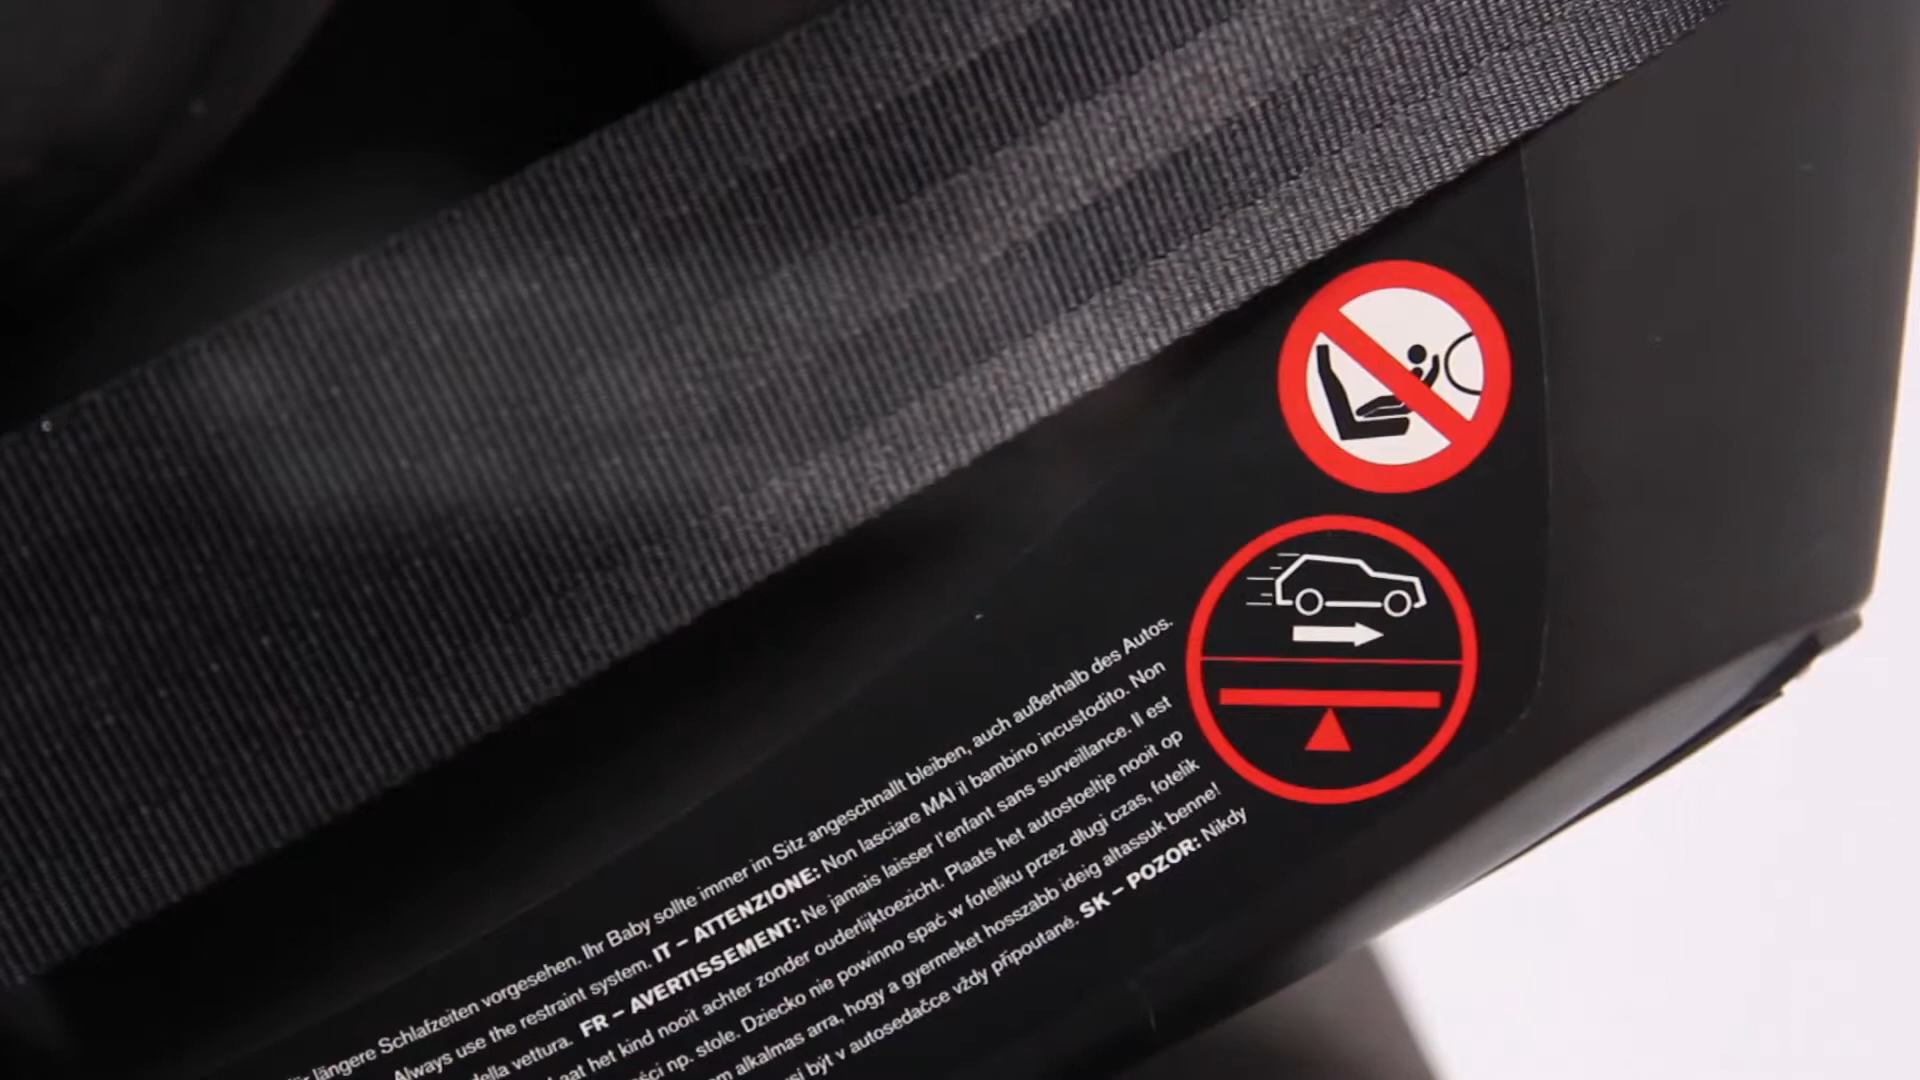 längere Schlafzeiten vorgesehen. Ihr Baby sollte immer im Sitz angeschnallt bleiben, auch außerhalb des Autos.
Always use the restraint system. IT – ATTENZIONE: Non lasciare MAI il bambino incustodito. Non
della vettura. FR – AVERTISSEMENT: Ne jamais laisser l'enfant sans surveillance. Il est
het kind nooit achter zonder ouderlijktoezicht. Plaats het autostoeltje nooit op
np. stole. Dziecko nie powinno spać w foteliku przez długi czas, fotelik
alkalmas arra, hogy a gyermeket hosszabb ideig altassuk benne!
být v autosedačce vždy připoutané. SK – POZOR: Nikdy